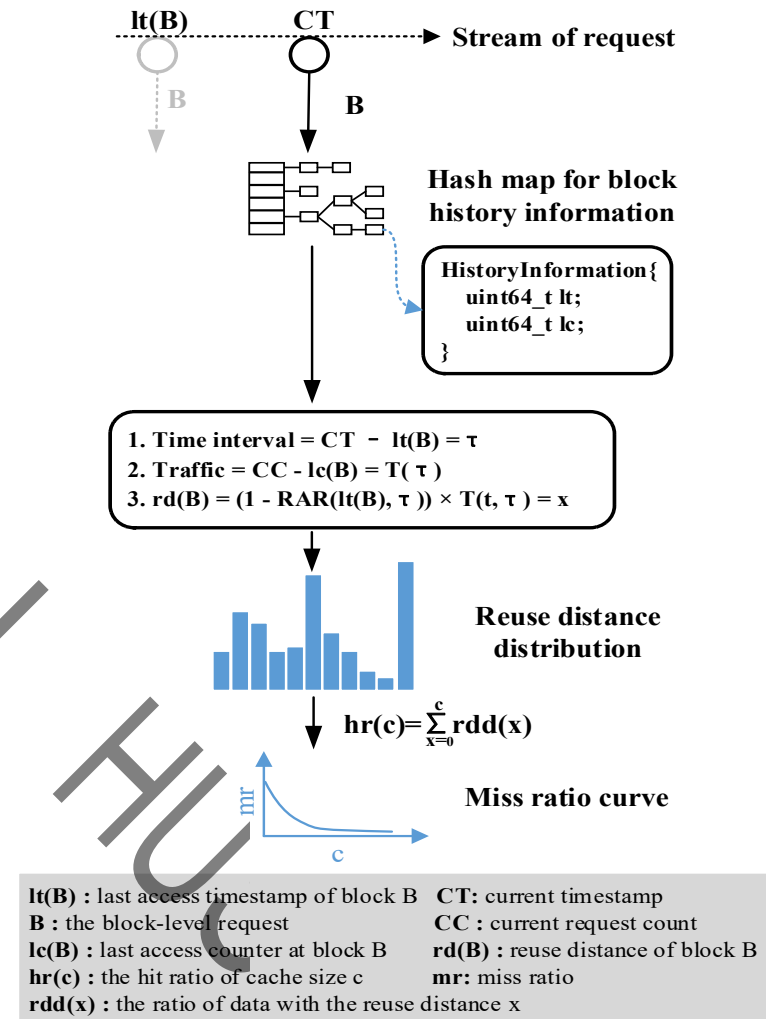 lt(B) CT
Stream of request
B
B
Hash map for block
history information
HistoryInformation{
uint64_t lt;
uint64_t lc;
}
1. Time interval = CT - lt(B) = τ
2. Traffic = CC - lc(B) = T( τ )
3. rd(B) = (1 - RAR(lt(B), τ )) × T(t, τ ) = x
Reuse distance
distribution
hr(c)=∑_{x=0}^{c} rdd(x)
mr
c
Miss ratio curve
HUC
lt(B) : last access timestamp of block B CT: current timestamp
B : the block-level request CC : current request count
lc(B) : last access counter at block B rd(B) : reuse distance of block B
hr(c) : the hit ratio of cache size c mr: miss ratio
rdd(x) : the ratio of data with the reuse distance x